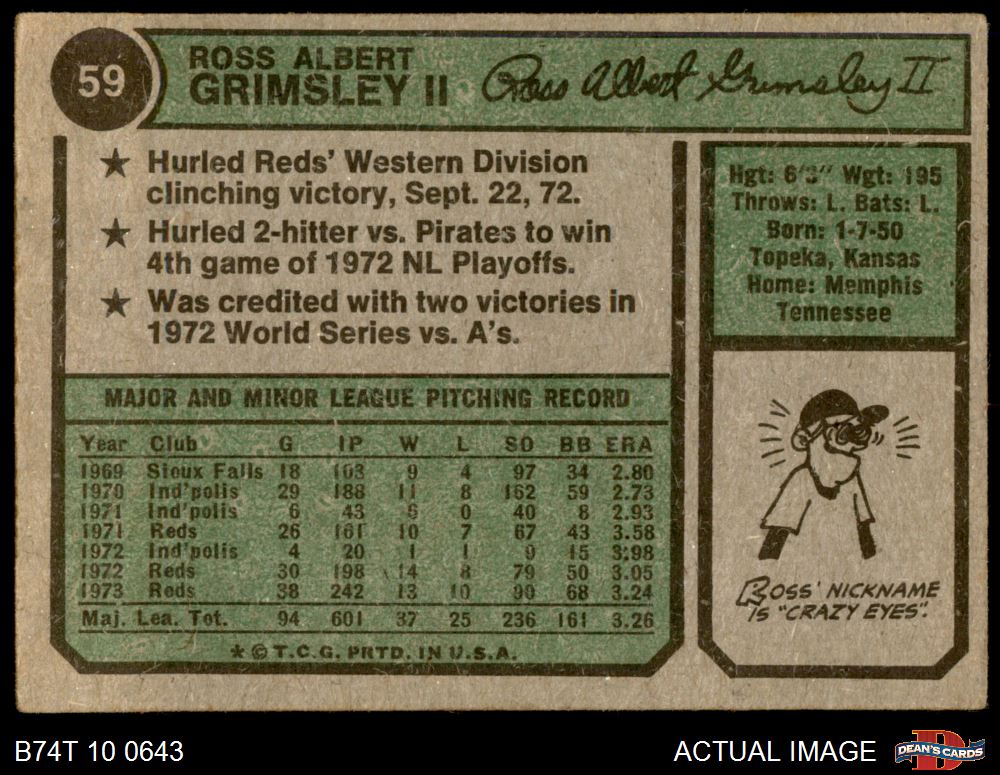 59
ROSS ALBERT
GRIMSLEY II
Ross Albert Grimsley II
★ Hurled Reds' Western Division
clinching victory, Sept. 22, 72.
★ Hurled 2-hitter vs. Pirates to win
4th game of 1972 NL Playoffs.
★ Was credited with two victories in
1972 World Series vs. A's.
Hgt: 6'3" Wgt: 195
Throws: L. Bats: L.
Born: 1-7-50
Topeka, Kansas
Home: Memphis
Tennessee
MAJOR AND MINOR LEAGUE PITCHING RECORD
Year Club G IP W L SO BB ERA
1969 Sioux Falls 18 103 9 4 97 34 2.80
1970 Ind'polis 29 188 11 8 162 59 2.73
1971 Ind'polis 6 43 6 0 40 8 2.93
1971 Reds 26 161 10 7 67 43 3.58
1972 Ind'polis 4 20 1 1 9 15 3.98
1972 Reds 30 198 14 8 79 50 3.05
1973 Reds 38 242 13 10 90 68 3.24
Maj. Lea. Tot. 94 601 37 25 236 161 3.26
* © T.C.G. PRTD. IN U.S.A.
ROSS' NICKNAME
IS "CRAZY EYES".
B74T 10 0643
ACTUAL IMAGE
DEAN'S CARDS